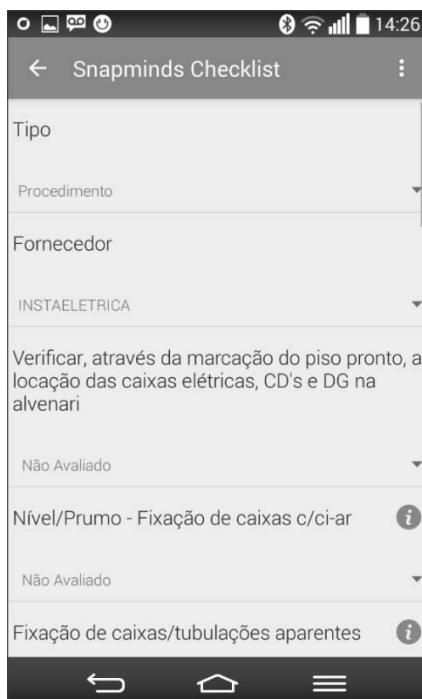 14:26
Snapminds Checklist
Tipo
Procedimento
Fornecedor
INSTAELETRICA
Verificar, através da marcação do piso pronto, a
locação das caixas elétricas, CD's e DG na
alvenari
Não Avaliado
Nível/Prumo - Fixação de caixas c/ci-ar
Não Avaliado
Fixação de caixas/tubulações aparentes